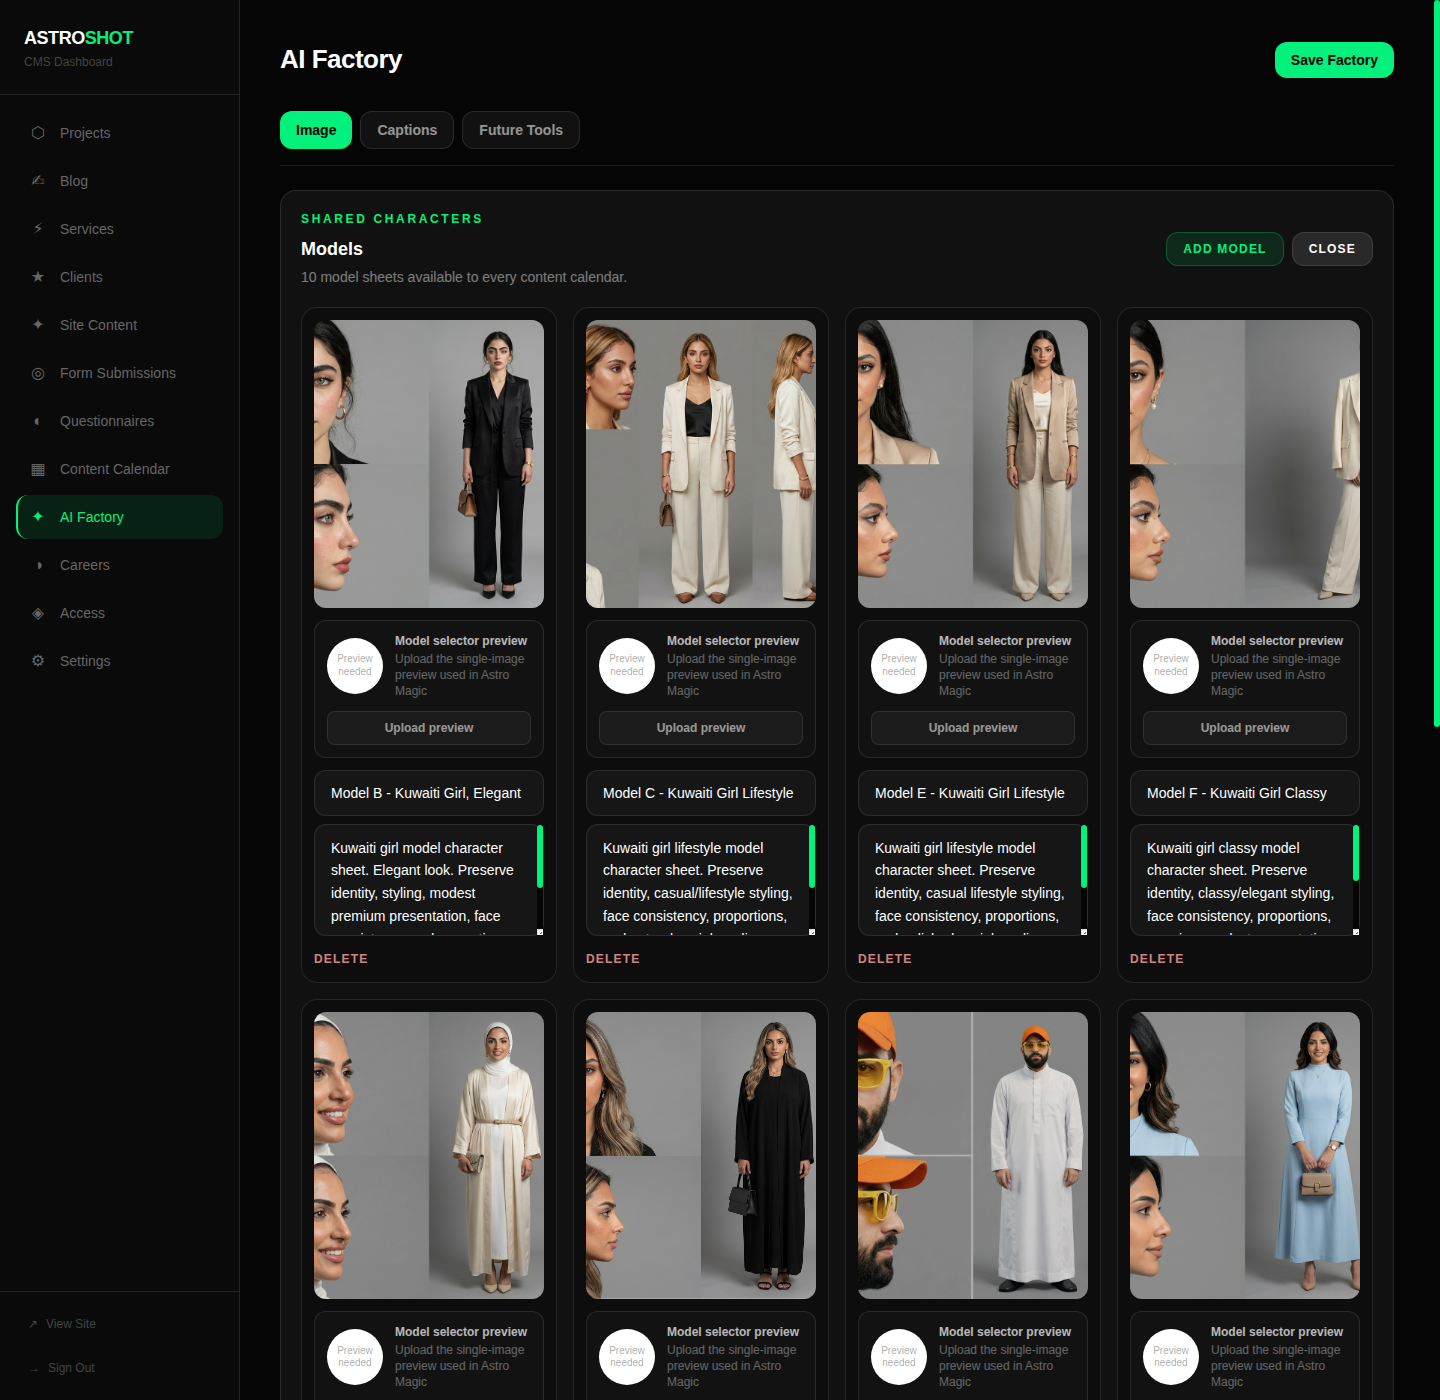 ASTROSHOT
CMS Dashboard
Projects
Blog
Services
Clients
Site Content
Form Submissions
Questionnaires
Content Calendar
AI Factory
Careers
Access
Settings
View Site
Sign Out
AI Factory
Save Factory
Image
Captions
Future Tools
SHARED CHARACTERS
Models
10 model sheets available to every content calendar.
ADD MODEL
CLOSE
Preview
needed
Model selector preview
Upload the single-image
preview used in Astro
Magic
Upload preview
Model B - Kuwaiti Girl, Elegant
Kuwaiti girl model character
sheet. Elegant look. Preserve
identity, styling, modest
premium presentation, face
DELETE
Preview
needed
Model selector preview
Upload the single-image
preview used in Astro
Magic
Upload preview
Model C - Kuwaiti Girl Lifestyle
Kuwaiti girl lifestyle model
character sheet. Preserve
identity, casual/lifestyle styling,
face consistency, proportions,
DELETE
Preview
needed
Model selector preview
Upload the single-image
preview used in Astro
Magic
Upload preview
Model E - Kuwaiti Girl Lifestyle
Kuwaiti girl lifestyle model
character sheet. Preserve
identity, casual lifestyle styling,
face consistency, proportions,
DELETE
Preview
needed
Model selector preview
Upload the single-image
preview used in Astro
Magic
Upload preview
Model F - Kuwaiti Girl Classy
Kuwaiti girl classy model
character sheet. Preserve
identity, classy/elegant styling,
face consistency, proportions,
DELETE
Preview
needed
Model selector preview
Upload the single-image
preview used in Astro
Magic
Preview
needed
Model selector preview
Upload the single-image
preview used in Astro
Magic
Preview
needed
Model selector preview
Upload the single-image
preview used in Astro
Magic
Preview
needed
Model selector preview
Upload the single-image
preview used in Astro
Magic